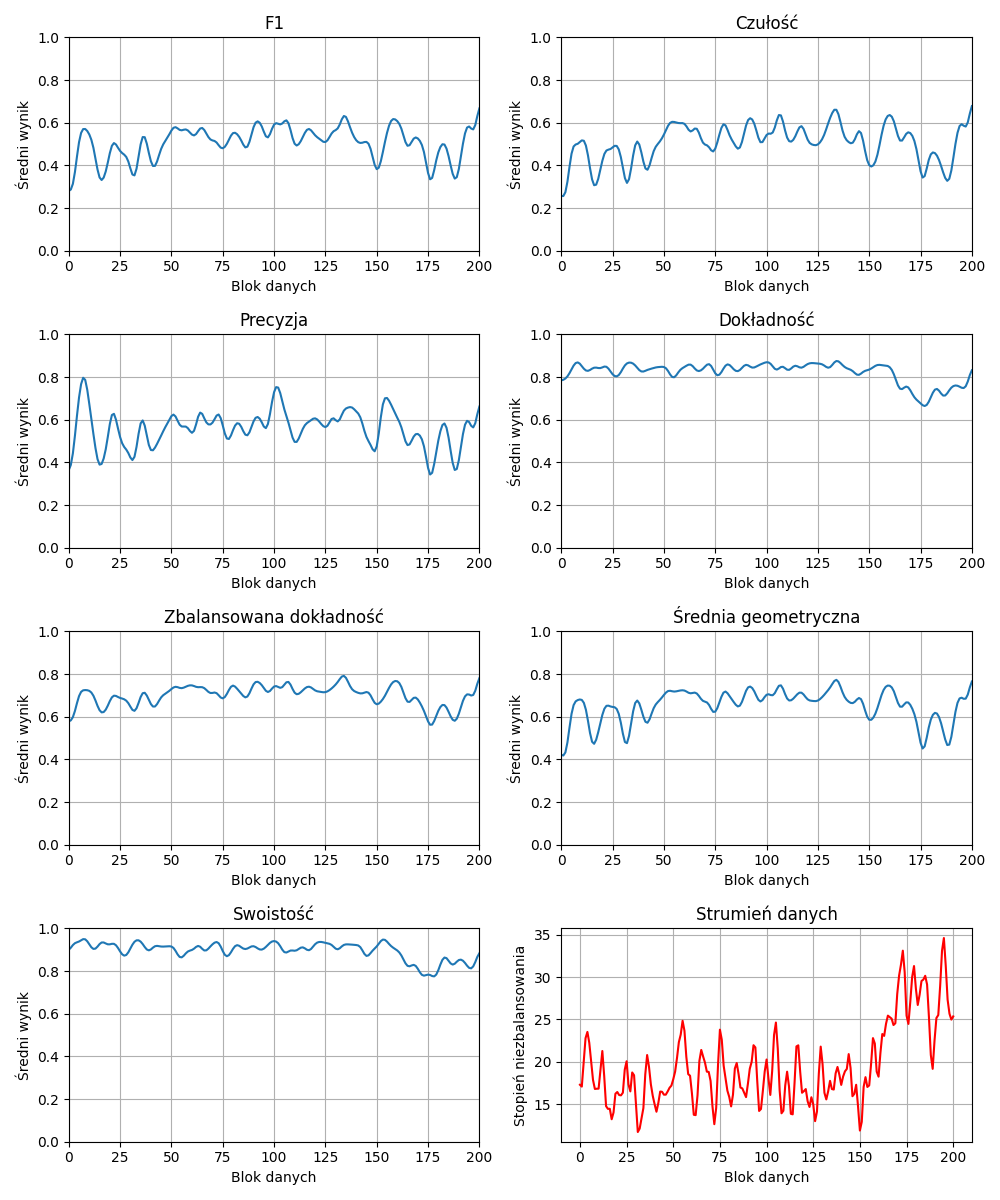 F1
1.0
0.8
0.6
0.4
0.2
0.0
Średni wynik
0 25 50 75 100 125 150 175 200
Blok danych
Czułość
1.0
0.8
0.6
0.4
0.2
0.0
Średni wynik
0 25 50 75 100 125 150 175 200
Blok danych
Precyzja
1.0
0.8
0.6
0.4
0.2
0.0
Średni wynik
0 25 50 75 100 125 150 175 200
Blok danych
Dokładność
1.0
0.8
0.6
0.4
0.2
0.0
Średni wynik
0 25 50 75 100 125 150 175 200
Blok danych
Zbalansowana dokładność
1.0
0.8
0.6
0.4
0.2
0.0
Średni wynik
0 25 50 75 100 125 150 175 200
Blok danych
Średnia geometryczna
1.0
0.8
0.6
0.4
0.2
0.0
Średni wynik
0 25 50 75 100 125 150 175 200
Blok danych
Swoistość
1.0
0.8
0.6
0.4
0.2
0.0
Średni wynik
0 25 50 75 100 125 150 175 200
Blok danych
Strumień danych
35
30
25
20
15
Stopień niezbalansowania
0 25 50 75 100 125 150 175 200
Blok danych